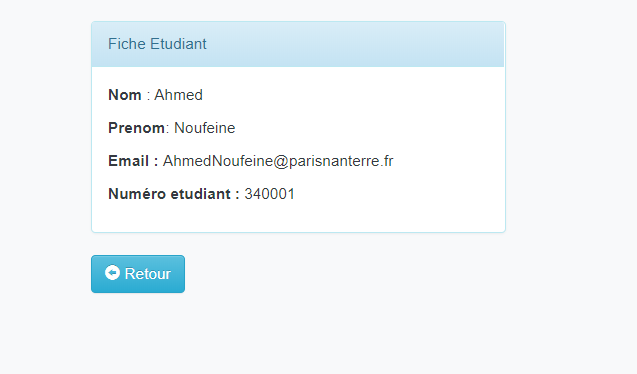 Fiche Etudiant
Nom : Ahmed
Prenom: Noufeine
Email : AhmedNoufeine@parisnanterre.fr
Numéro etudiant : 340001
Retour